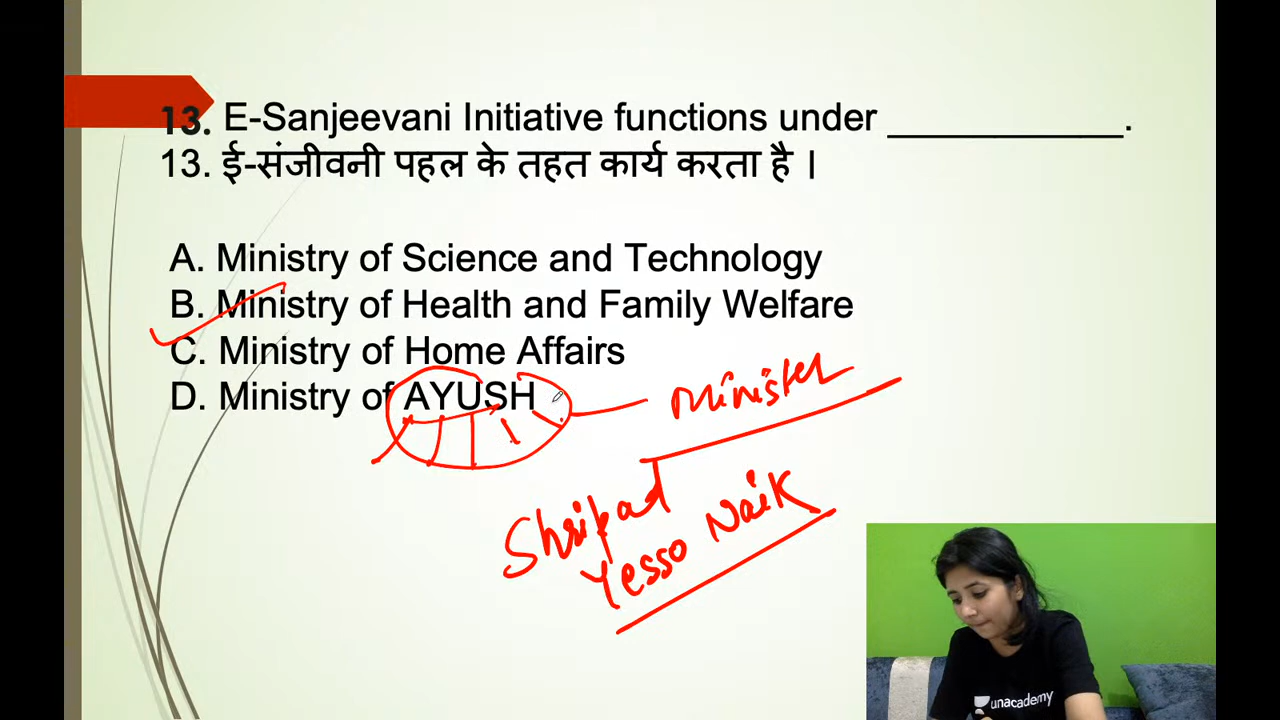 13. E-Sanjeevani Initiative functions under ____________.
13. ई-संजीवनी पहल के तहत कार्य करता है ।
A. Ministry of Science and Technology
B. Ministry of Health and Family Welfare
C. Ministry of Home Affairs
D. Ministry of AYUSH
Minister
Shripad
Yesso Naik
unacademy